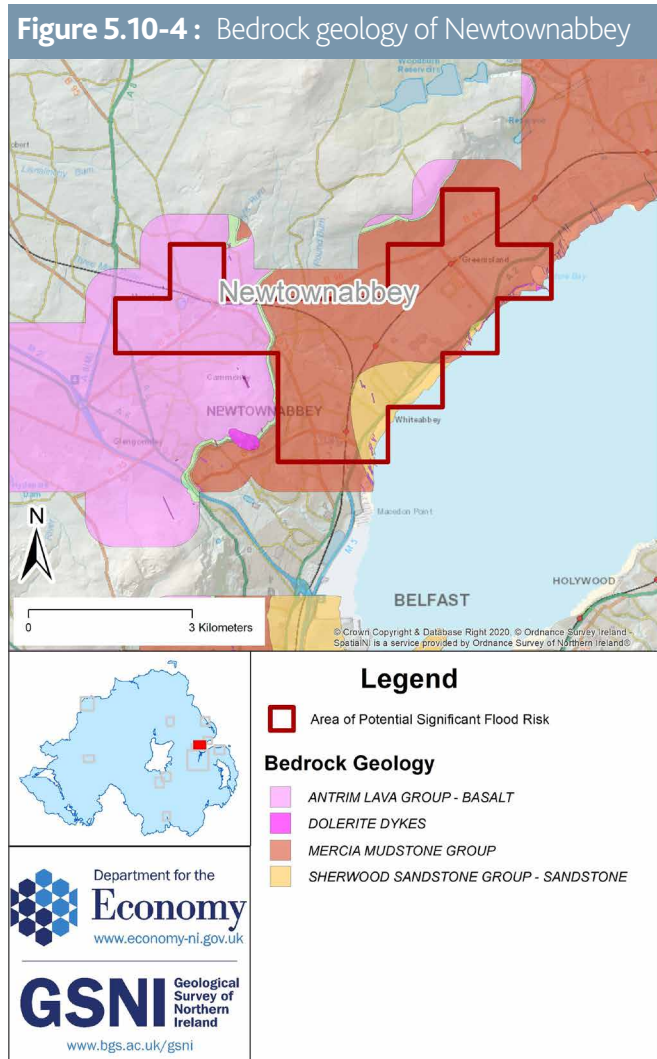 Figure 5.10-4 : Bedrock geology of Newtownabbey
Reservoirs
Greenisland
Newtownabbey
NEWTOWNABBEY
Whiteabbey
Glengormley
Macedon Point
M 5
N
BELFAST
HOLYWOOD
0 3 Kilometers
© Crown Copyright & Database Right 2020, © Ordnance Survey Ireland -
SpatialNI is a service provided by Ordnance Survey of Northern Ireland®
Legend
Area of Potential Significant Flood Risk
Bedrock Geology
ANTRIM LAVA GROUP - BASALT
DOLERITE DYKES
MERCIA MUDSTONE GROUP
SHERWOOD SANDSTONE GROUP - SANDSTONE
Department for the
Economy
www.economy-ni.gov.uk
GSNI Geological
Survey of
Northern
Ireland
www.bgs.ac.uk/gsni